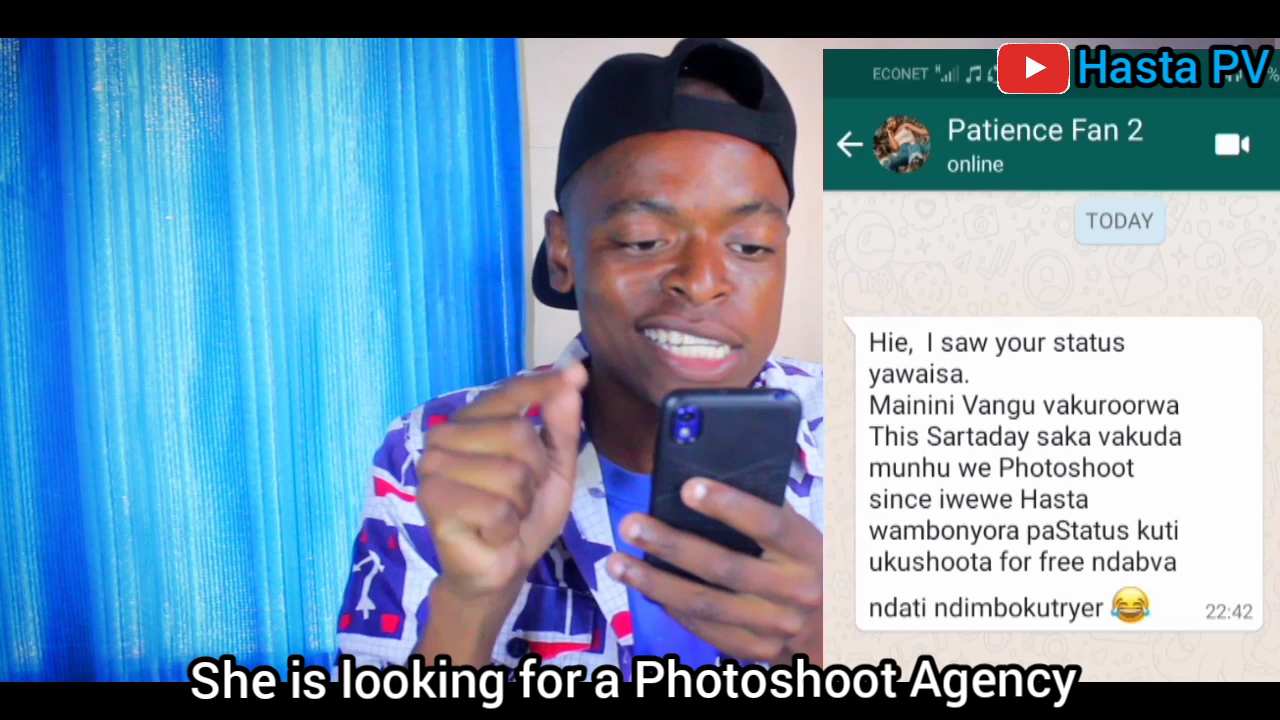 Hasta PV
ECONET
Patience Fan 2
online
TODAY
Hie, I saw your status
yawaisa.
Mainini Vangu vakuroorwa
This Sartaday saka vakuda
munhu we Photoshoot
since iwewe Hasta
wambonyora paStatus kuti
ukushoota for free ndabva
ndati ndimbokutryer 😂
22:42
She is looking for a Photoshoot Agency